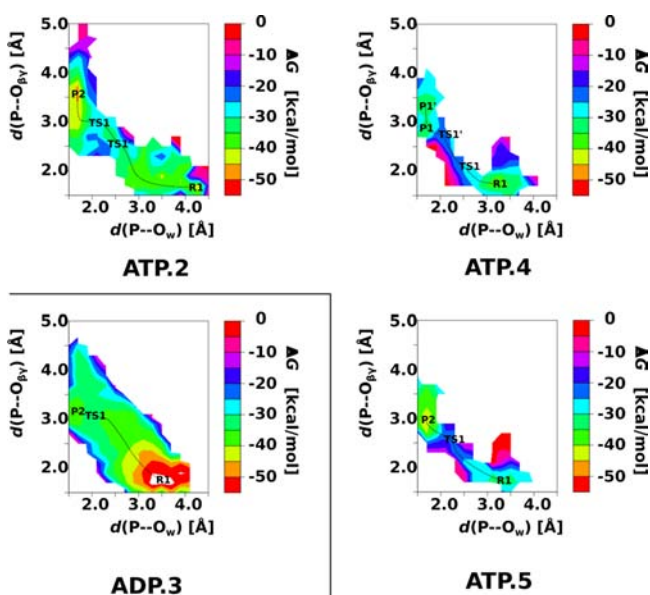 5.0
4.0
3.0
2.0
d(P--Oβγ) [Å]
P2
TS1
TS1
R1
2.0 3.0 4.0
d(P--Ow) [Å]
0
-10
-20
-30
-40
-50
ΔG [kcal/mol]
ATP.2
5.0
4.0
3.0
2.0
d(P--Oβγ) [Å]
P1'
P1
TS1'
TS1
R1
2.0 3.0 4.0
d(P--Ow) [Å]
0
-10
-20
-30
-40
-50
ΔG [kcal/mol]
ATP.4
5.0
4.0
3.0
2.0
d(P--Oβγ) [Å]
P2 TS1
R1
2.0 3.0 4.0
d(P--Ow) [Å]
0
-10
-20
-30
-40
-50
ΔG [kcal/mol]
ADP.3
5.0
4.0
3.0
2.0
d(P--Oβγ) [Å]
P2
TS1
R1
2.0 3.0 4.0
d(P--Ow) [Å]
0
-10
-20
-30
-40
-50
ΔG [kcal/mol]
ATP.5